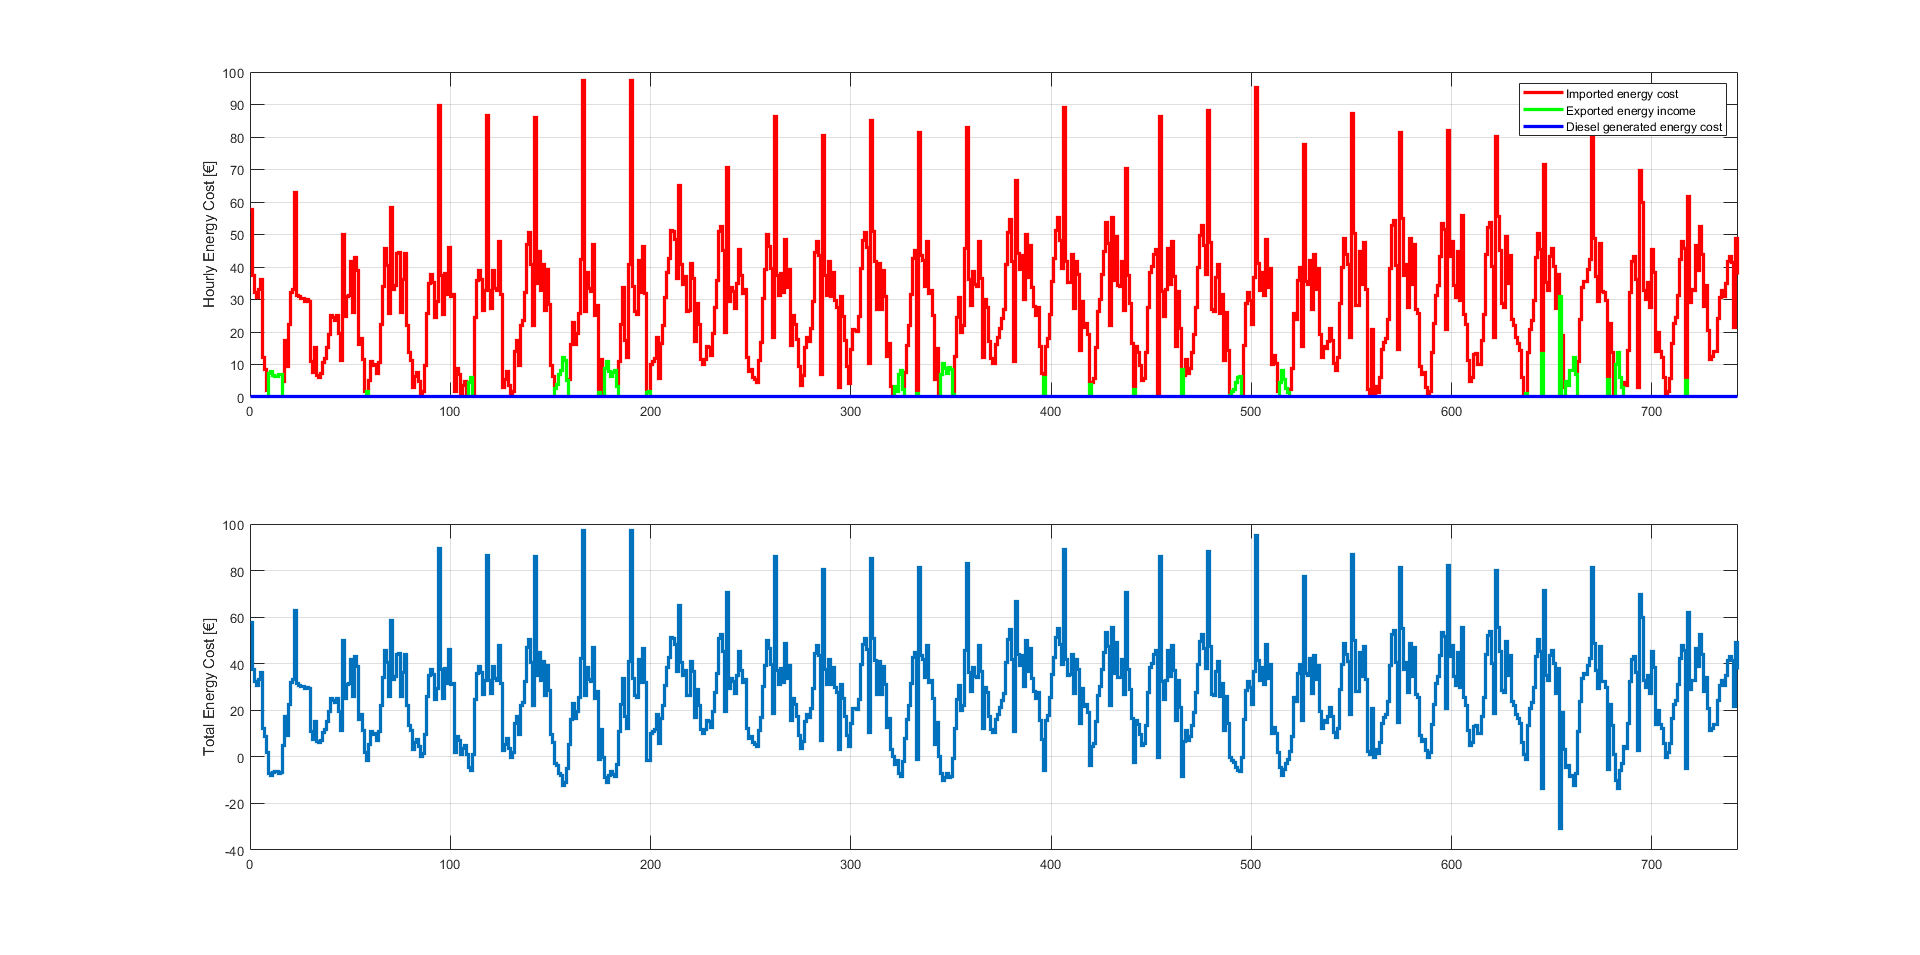 100
90
80
70
60
50
40
30
20
10
0
Hourly Energy Cost [€]
Imported energy cost
Exported energy income
Diesel generated energy cost
0 100 200 300 400 500 600 700
100
80
60
40
20
0
-20
-40
Total Energy Cost [€]
0 100 200 300 400 500 600 700